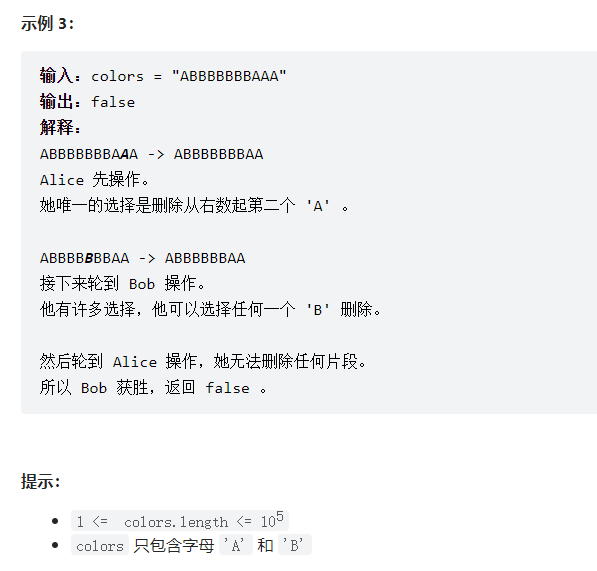 示例 3：
输入：colors = "ABBBBBBBAAA"
输出：false
解释：
ABBBBBBBAAA -> ABBBBBBBAA
Alice 先操作。
她唯一的选择是删除从右数起第二个 'A' 。
ABBBBBBBAA -> ABBBBBBAA
接下来轮到 Bob 操作。
他有许多选择，他可以选择任何一个 'B' 删除。
然后轮到 Alice 操作，她无法删除任何片段。
所以 Bob 获胜，返回 false 。
提示：
• 1 <= colors.length <= 10⁵
• colors 只包含字母 'A' 和 'B'